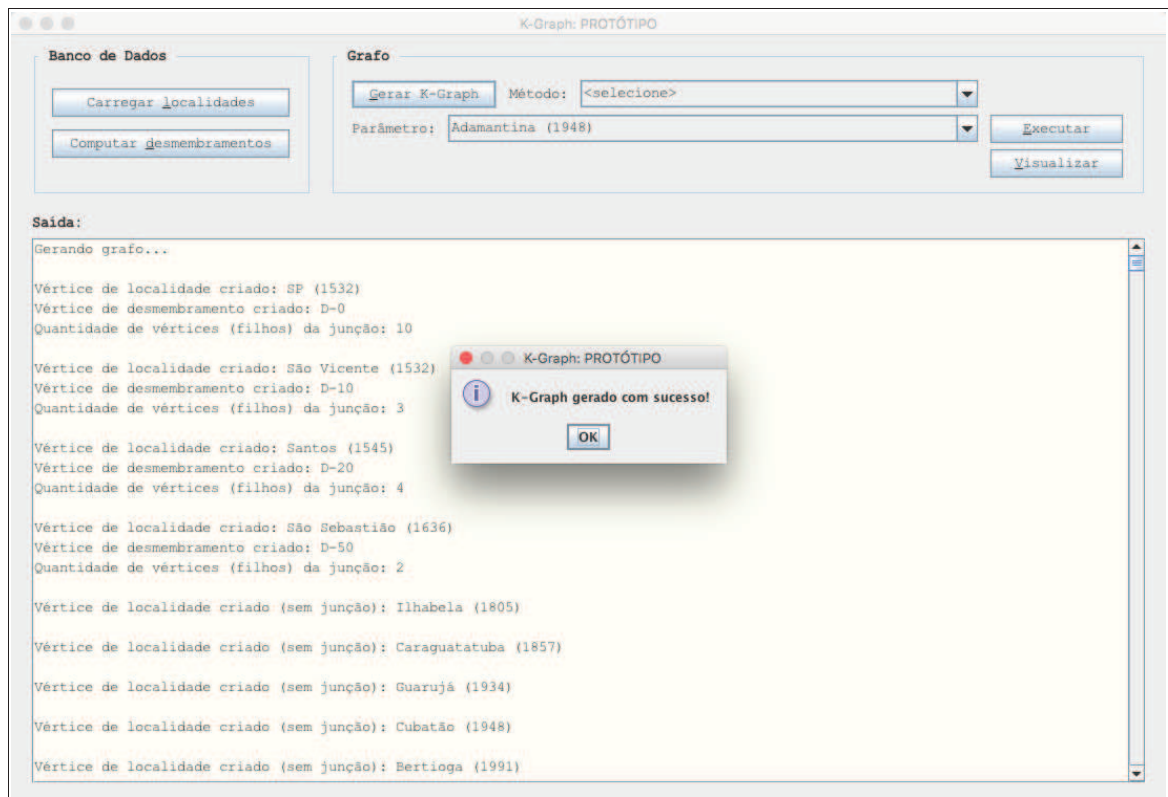 K-Graph: PROTÓTIPO
Banco de Dados
Carregar localidades
Computar desmembramentos
Grafo
Gerar K-Graph
Método:
<selecione>
Parâmetro:
Adamantina (1948)
Executar
Visualizar
Saída:
Gerando grafo...
Vértice de localidade criado: SP (1532)
Vértice de desmembramento criado: D-0
Quantidade de vértices (filhos) da junção: 10
Vértice de localidade criado: São Vicente (1532)
Vértice de desmembramento criado: D-10
Quantidade de vértices (filhos) da junção: 3
Vértice de localidade criado: Santos (1545)
Vértice de desmembramento criado: D-20
Quantidade de vértices (filhos) da junção: 4
Vértice de localidade criado: São Sebastião (1636)
Vértice de desmembramento criado: D-50
Quantidade de vértices (filhos) da junção: 2
Vértice de localidade criado (sem junção): Ilhabela (1805)
Vértice de localidade criado (sem junção): Caraguatatuba (1857)
Vértice de localidade criado (sem junção): Guarujá (1934)
Vértice de localidade criado (sem junção): Cubatão (1948)
Vértice de localidade criado (sem junção): Bertioga (1991)
K-Graph: PROTÓTIPO
K-Graph gerado com sucesso!
OK